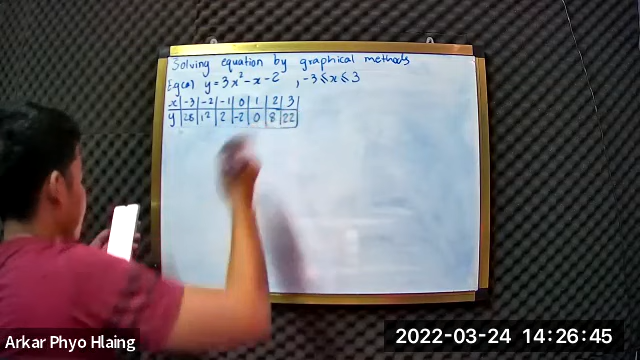 Solving equation by graphical methods
Eg(a) y = 3x² - x - 2 , -3 ⩽ x ⩽ 3
x | -3 | -2 | -1 | 0 | 1 | 2 | 3
y | 28 | 12 | 2 | -2 | 0 | 8 | 22
Arkar Phyo Hlaing
2022-03-24 14:26:45